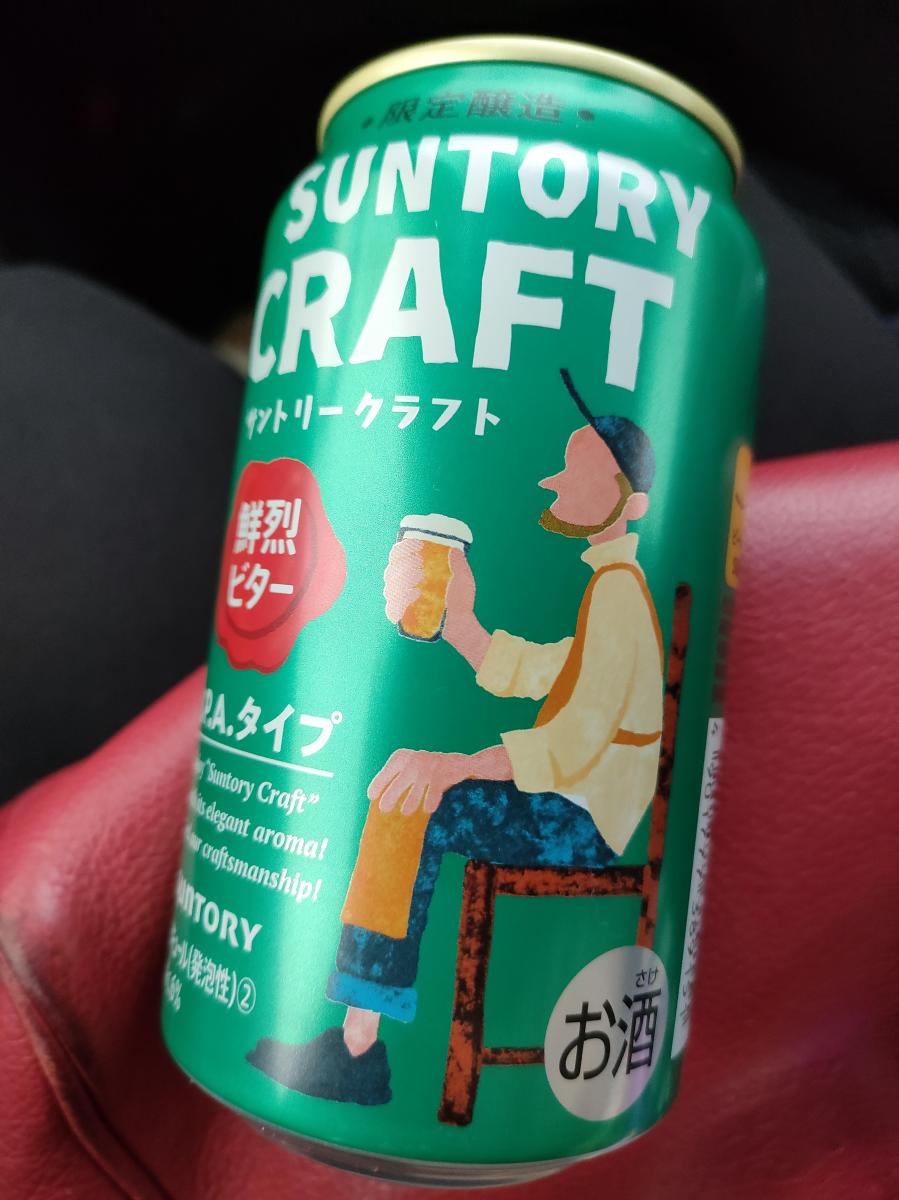 ・限定醸造・
SUNTORY
CRAFT
サントリー クラフト
鮮烈
ビター
P.A.タイプ
"Suntory Craft"
its elegant aroma!
our craftsmanship!
SUNTORY
(発泡性)②
さけ
お酒